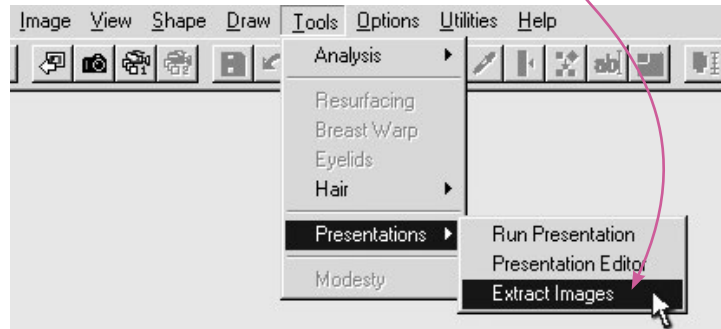 Image View Shape Draw Tools Options Utilities Help
abl
Analysis
Resurfacing
Breast Warp
Eyelids
Hair
Presentations
Run Presentation
Presentation Editor
Extract Images
Modesty